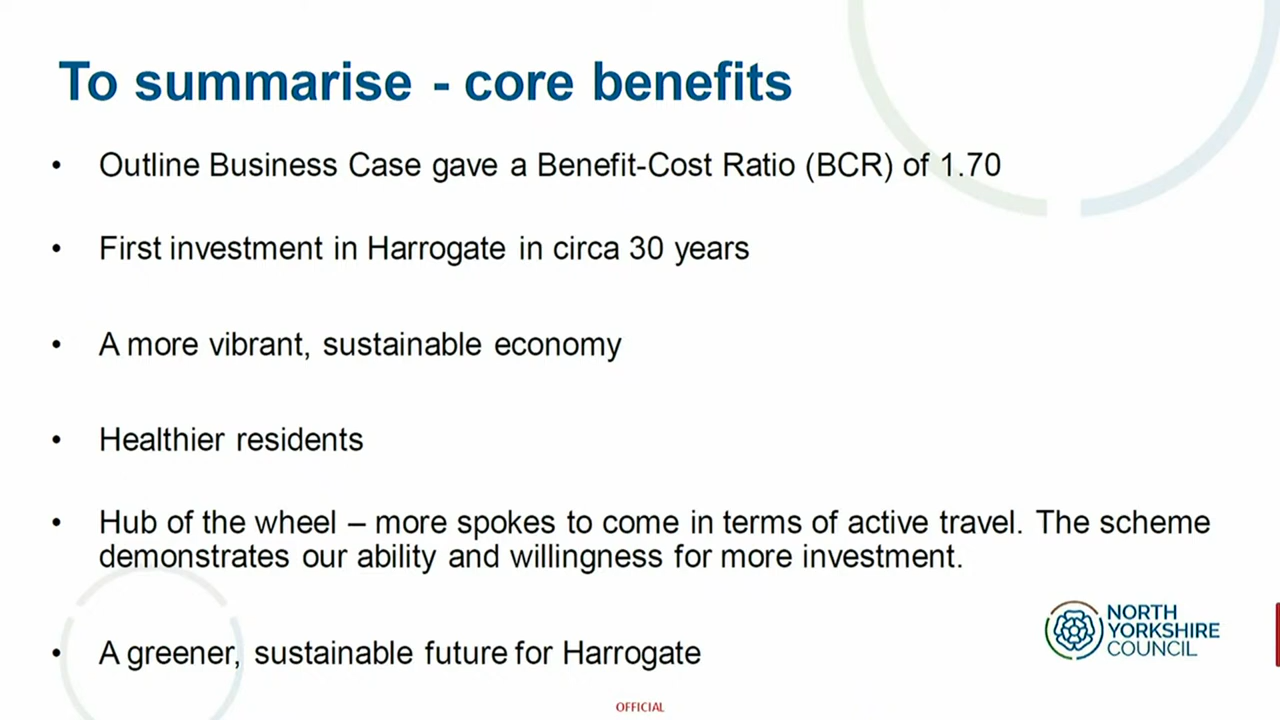 To summarise - core benefits
• Outline Business Case gave a Benefit-Cost Ratio (BCR) of 1.70
• First investment in Harrogate in circa 30 years
• A more vibrant, sustainable economy
• Healthier residents
• Hub of the wheel – more spokes to come in terms of active travel. The scheme
demonstrates our ability and willingness for more investment.
• A greener, sustainable future for Harrogate
NORTH
YORKSHIRE
COUNCIL
OFFICIAL